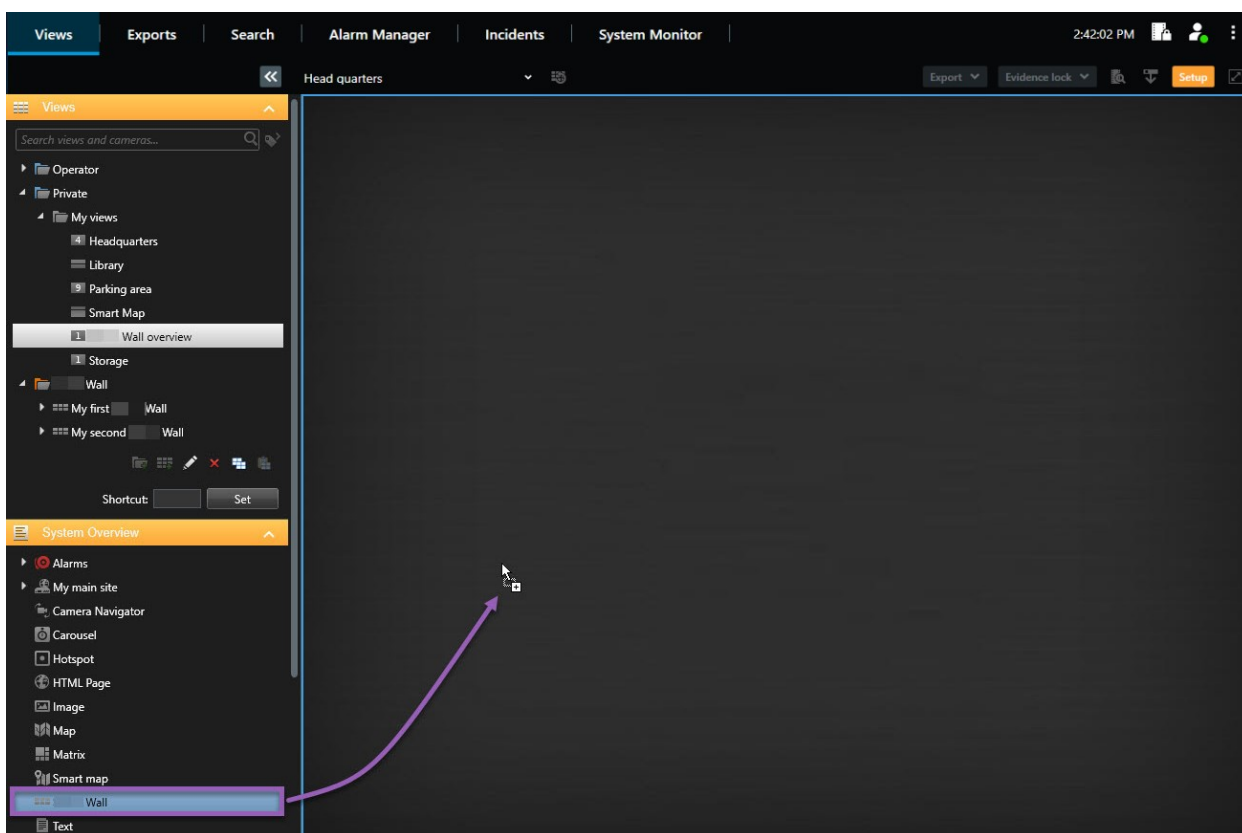 Views Exports Search Alarm Manager Incidents System Monitor 2:42:02 PM
Head quarters Export Evidence lock Setup
Views
Search views and cameras...
Operator
Private
My views
4 Headquarters
Library
9 Parking area
Smart Map
1 Wall overview
1 Storage
Wall
My first Wall
My second Wall
Shortcut: Set
System Overview
Alarms
My main site
Camera Navigator
Carousel
Hotspot
HTML Page
Image
Map
Matrix
Smart map
Wall
Text